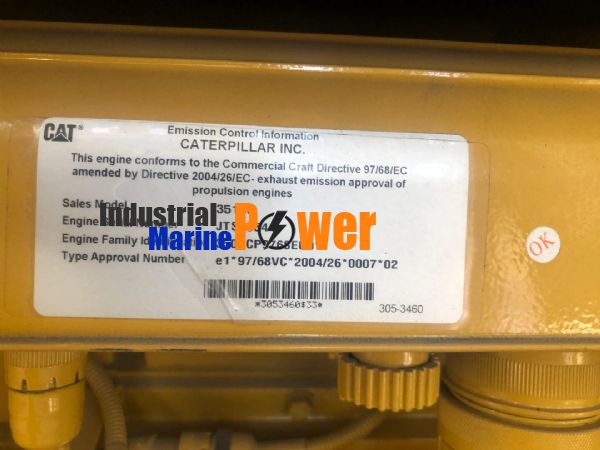 CAT®
Emission Control Information
CATERPILLAR INC.
This engine conforms to the Commercial Craft Directive 97/68/EC
amended by Directive 2004/26/EC- exhaust emission approval of
propulsion engines
Sales Model
Engine
Engine Family
Type Approval Number e1*97/68VC*2004/26*0007*02
Industrial
Marine
Power
*3053460$33*
305-3460
OK